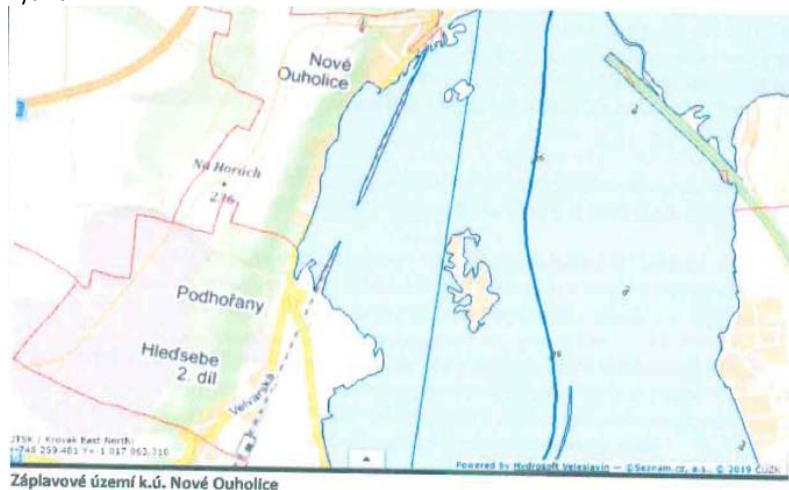 Nové
Ouholice
Na Horách
236
Podhořany
Hleďsebe
2. díl
Velvarská
JTSK / Krovak East North:
Powered by Hydrosoft Veleslavín — © Seznam.cz, a.s., © 2019 ČÚZK
Záplavové území k.ú. Nové Ouholice